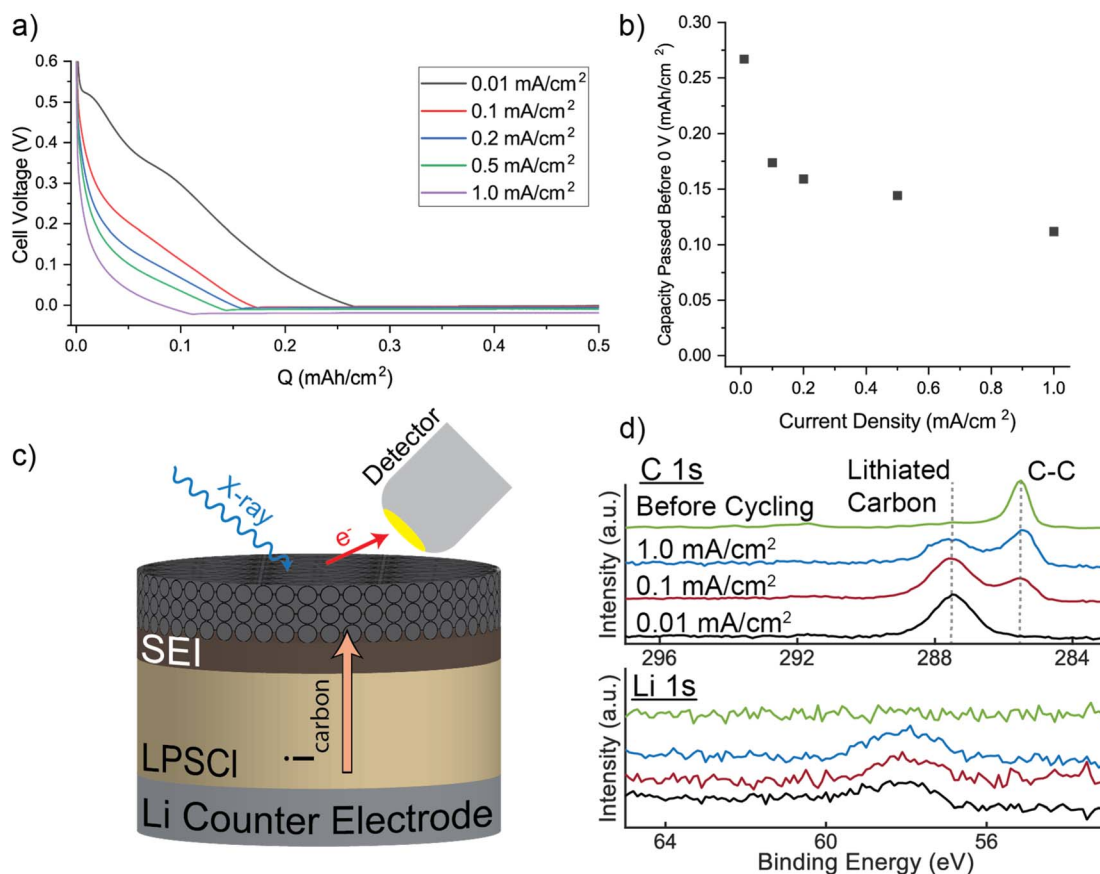 a)
0.6
0.5
0.4
0.3
0.2
0.1
0.0
Cell Voltage (V)
0.01 mA/cm²
0.1 mA/cm²
0.2 mA/cm²
0.5 mA/cm²
1.0 mA/cm²
0.0 0.1 0.2 0.3 0.4 0.5
Q (mAh/cm²)
b)
0.30
0.25
0.20
0.15
0.10
0.05
0.00
Capacity Passed Before 0 V (mAh/cm²)
0.0 0.2 0.4 0.6 0.8 1.0
Current Density (mA/cm²)
c)
X-ray
e-
Detector
SEI
LPSCl
i carbon
Li Counter Electrode
d)
C 1s
Lithiated
Carbon
C-C
Before Cycling
1.0 mA/cm²
0.1 mA/cm²
0.01 mA/cm²
Intensity (a.u.)
296 292 288 284
Li 1s
Intensity (a.u.)
64 60 56
Binding Energy (eV)